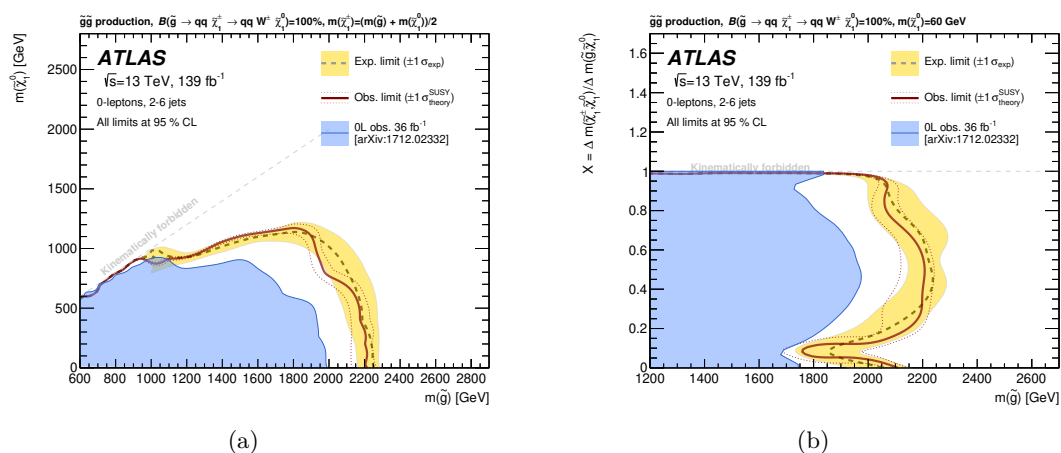 g̃g̃ production, B(g̃ → qq χ̃₁± → qq W± χ̃₁⁰)=100%, m(χ̃₁±)=(m(g̃) + m(χ̃₁⁰))/2
m(χ̃₁⁰) [GeV]
ATLAS
√s=13 TeV, 139 fb⁻¹
0-leptons, 2-6 jets
All limits at 95 % CL
Exp. limit (±1 σexp)
Obs. limit (±1 σ SUSY theory)
0L obs. 36 fb⁻¹
[arXiv:1712.02332]
Kinematically forbidden
2500
2000
1500
1000
500
0
600 800 1000 1200 1400 1600 1800 2000 2200 2400 2600 2800
m(g̃) [GeV]
(a)
g̃g̃ production, B(g̃ → qq χ̃₁± → qq W± χ̃₁⁰)=100%, m(χ̃₁⁰)=60 GeV
X = Δ m(χ̃₁±,χ̃₁⁰)/Δ m(g̃,χ̃₁⁰)
ATLAS
√s=13 TeV, 139 fb⁻¹
0-leptons, 2-6 jets
All limits at 95 % CL
Exp. limit (±1 σexp)
Obs. limit (±1 σ SUSY theory)
0L obs. 36 fb⁻¹
[arXiv:1712.02332]
Kinematically forbidden
1.6
1.4
1.2
1
0.8
0.6
0.4
0.2
0
1200 1400 1600 1800 2000 2200 2400 2600
m(g̃) [GeV]
(b)